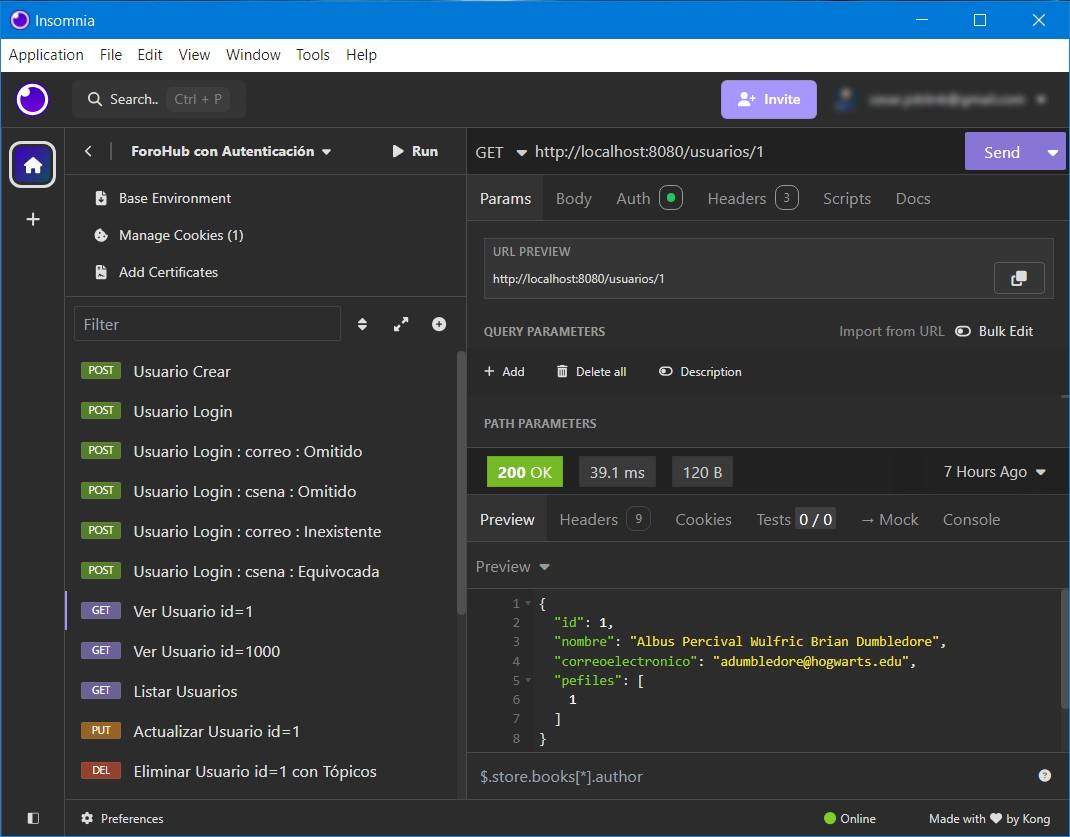 Insomnia
Application File Edit View Window Tools Help
Search.. Ctrl + P
Invite
ForoHub con Autenticación
Run
GET http://localhost:8080/usuarios/1
Send
Base Environment
Manage Cookies (1)
Add Certificates
Filter
POST Usuario Crear
POST Usuario Login
POST Usuario Login : correo : Omitido
POST Usuario Login : csena : Omitido
POST Usuario Login : correo : Inexistente
POST Usuario Login : csena : Equivocada
GET Ver Usuario id=1
GET Ver Usuario id=1000
GET Listar Usuarios
PUT Actualizar Usuario id=1
DEL Eliminar Usuario id=1 con Tópicos
Params Body Auth Headers 3 Scripts Docs
URL PREVIEW
http://localhost:8080/usuarios/1
QUERY PARAMETERS Import from URL Bulk Edit
+ Add Delete all Description
PATH PARAMETERS
200 OK 39.1 ms 120 B 7 Hours Ago
Preview Headers 9 Cookies Tests 0 / 0 → Mock Console
Preview
1 {
2 "id": 1,
3 "nombre": "Albus Percival Wulfric Brian Dumbledore",
4 "correoelectronico": "adumbledore@hogwarts.edu",
5 "pefiles": [
6 1
7 ]
8 }
$.store.books[*].author
Preferences
Online
Made with ♥ by Kong